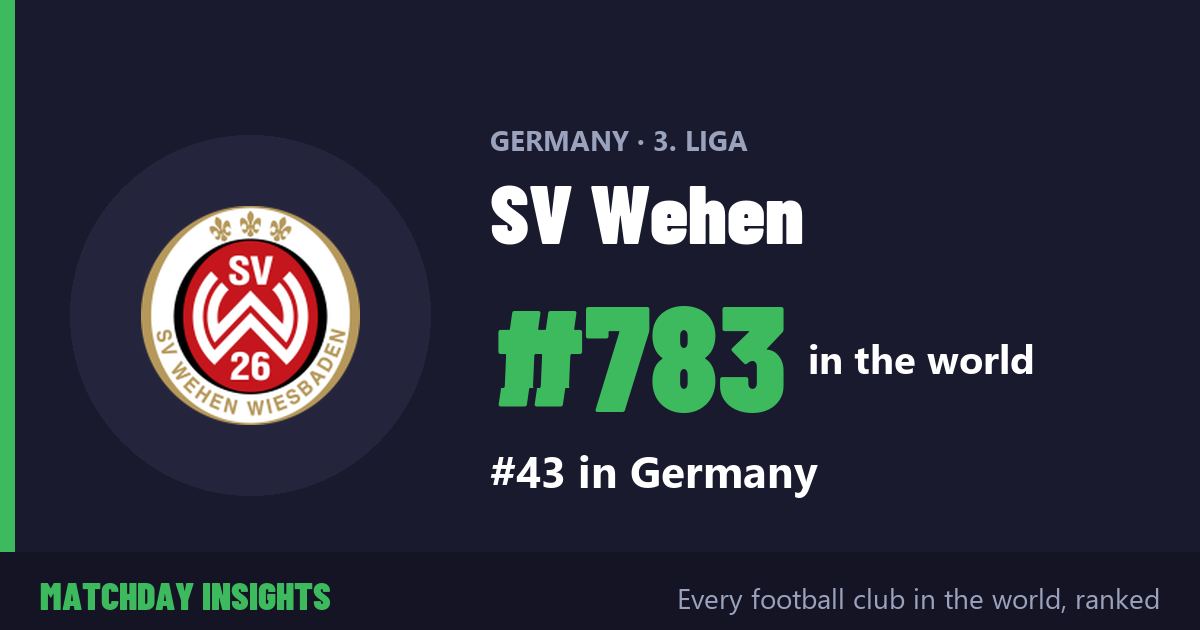 GERMANY · 3. LIGA
SV Wehen
#783 in the world
#43 in Germany
SV
26
SV WEHEN WIESBADEN
MATCHDAY INSIGHTS
Every football club in the world, ranked